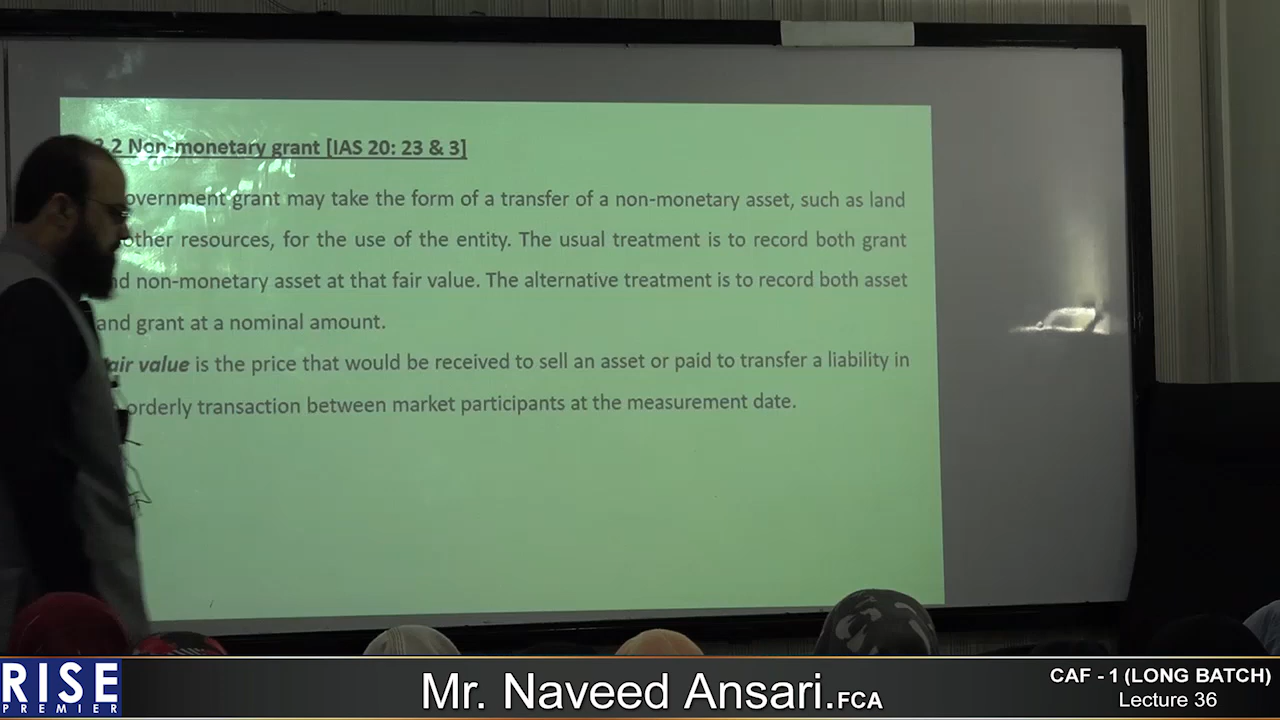 .2 Non-monetary grant [IAS 20: 23 & 3]
overnment grant may take the form of a transfer of a non-monetary asset, such as land
other resources, for the use of the entity. The usual treatment is to record both grant
nd non-monetary asset at that fair value. The alternative treatment is to record both asset
and grant at a nominal amount.
air value is the price that would be received to sell an asset or paid to transfer a liability in
orderly transaction between market participants at the measurement date.
RISE
PREMIER
Mr. Naveed Ansari.FCA
CAF - 1 (LONG BATCH)
Lecture 36